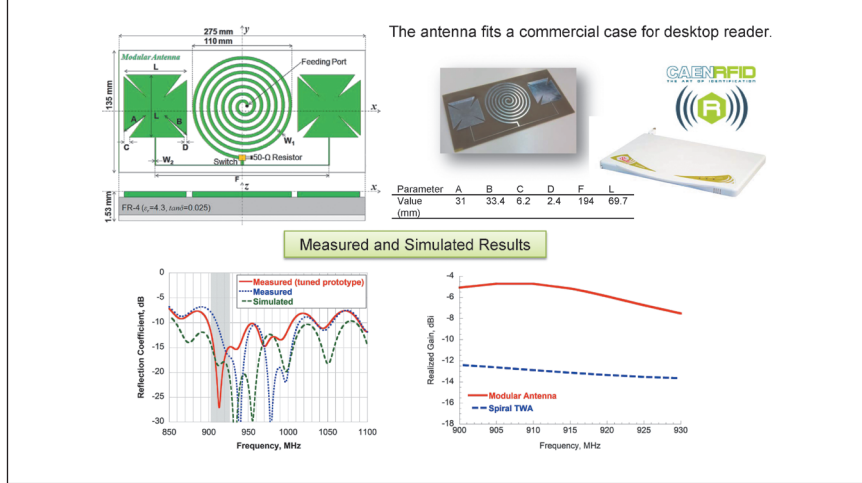 The antenna fits a commercial case for desktop reader.
275 mm
y
110 mm
Modular Antenna
L
Feeding Port
135 mm
x
A
L
B
C
D
W₁
W₂
Switch
50-Ω Resistor
F
z
x
1.53 mm
FR-4 (εr=4.3, tanδ=0.025)
CAENRFID
THE ART OF IDENTIFICATION
R
Parameter A B C D F L
Value (mm) 31 33.4 6.2 2.4 194 69.7
Measured and Simulated Results
Reflection Coefficient, dB
0
-5
-10
-15
-20
-25
-30
Measured (tuned prototype)
Measured
Simulated
850 900 950 1000 1050 1100
Frequency, MHz
Realized Gain, dBi
-4
-6
-8
-10
-12
-14
-16
-18
Modular Antenna
Spiral TWA
900 905 910 915 920 925 930
Frequency, MHz